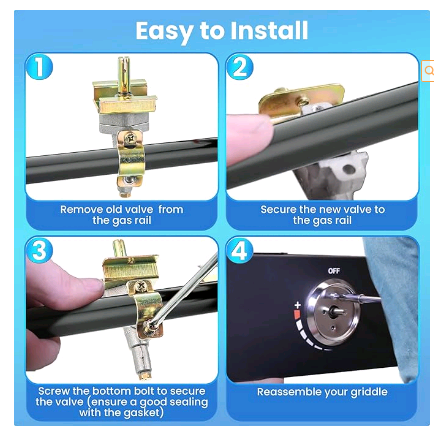 Easy to Install
1
2
Remove old valve from
the gas rail
Secure the new valve to
the gas rail
3
4
OFF
+
Screw the bottom bolt to secure
the valve (ensure a good sealing
with the gasket)
Reassemble your griddle